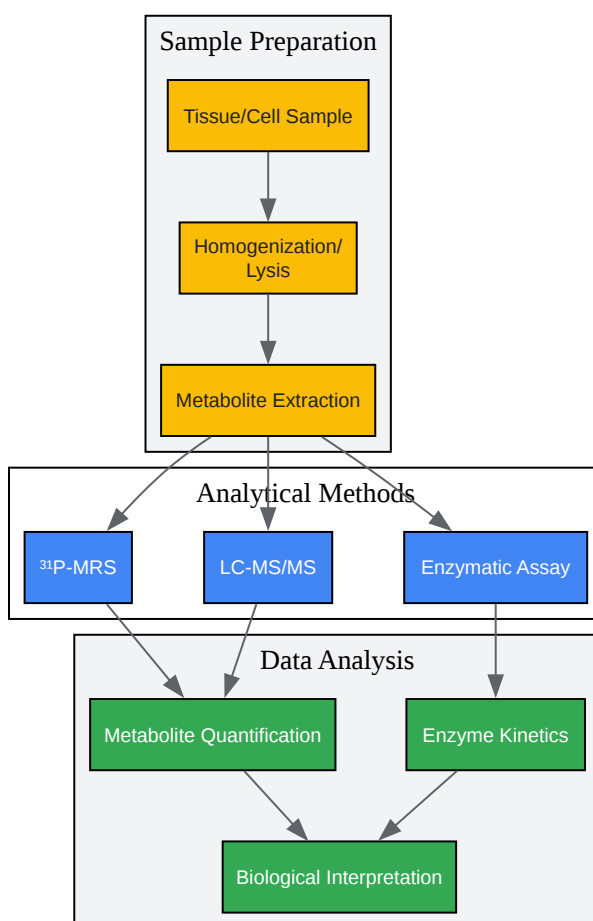 Sample Preparation
Tissue/Cell Sample
Homogenization/
Lysis
Metabolite Extraction
Analytical Methods
³¹P-MRS
LC-MS/MS
Enzymatic Assay
Data Analysis
Metabolite Quantification
Enzyme Kinetics
Biological Interpretation